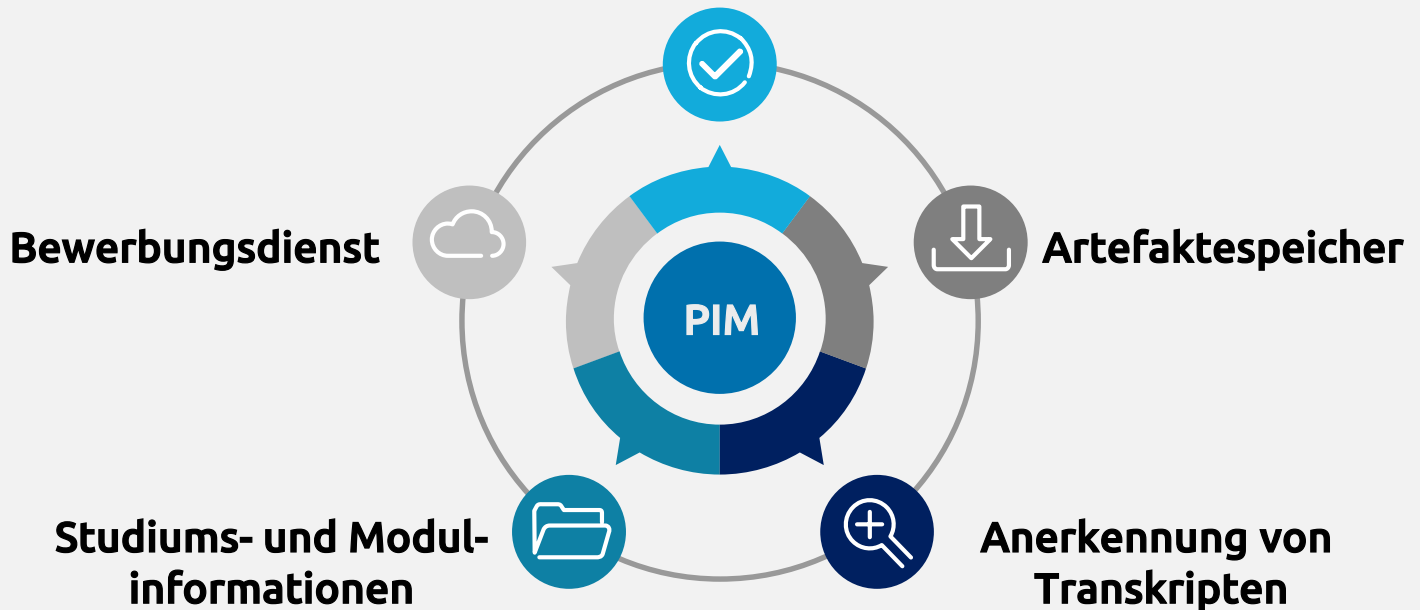 Bewerbungsdienst
Artefaktespeicher
PIM
Studiums- und Modul-
informationen
Anerkennung von
Transkripten